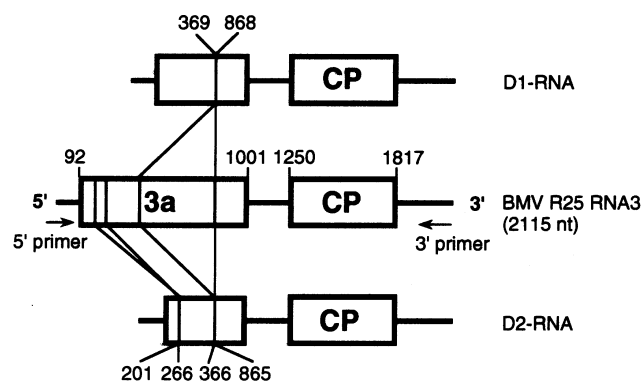 369 868
CP D1-RNA
92 1001 1250 1817
5' 3a CP 3' BMV R25 RNA3
5' primer 3' primer (2115 nt)
CP D2-RNA
201 266 366 865